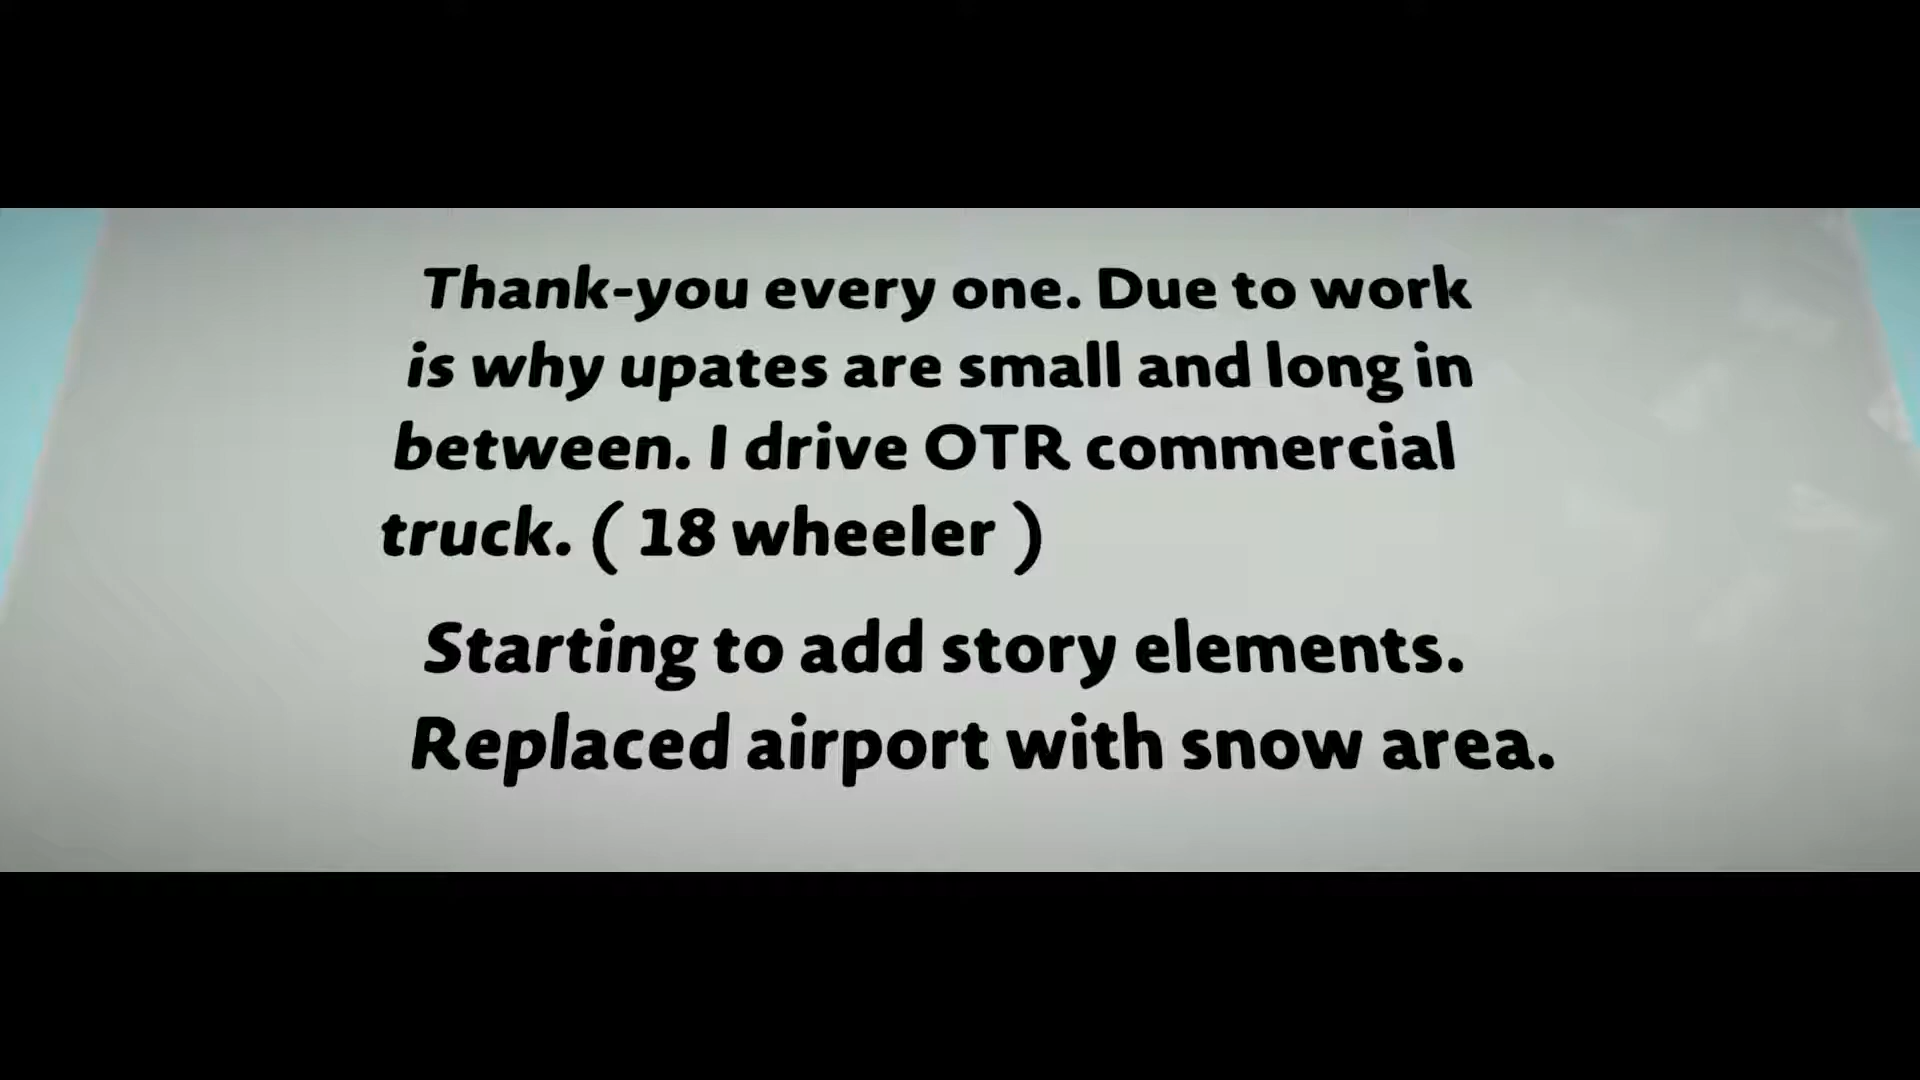 Thank-you every one. Due to work
is why upates are small and long in
between. I drive OTR commercial
truck. ( 18 wheeler )
Starting to add story elements.
Replaced airport with snow area.